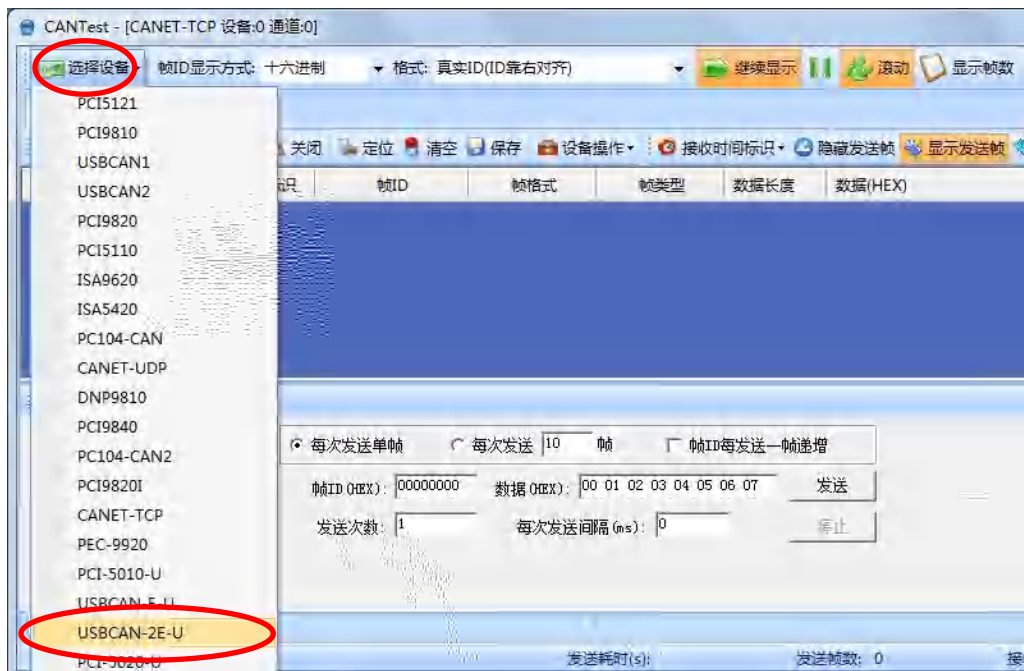 CANTest - [CANET-TCP 设备:0 通道:0]
选择设备 帧ID显示方式: 十六进制 格式: 真实ID(ID靠右对齐) 继续显示 滚动 显示帧数
PCI5121
PCI9810
USBCAN1
USBCAN2
PCI9820
PCI5110
ISA9620
ISA5420
PC104-CAN
CANET-UDP
DNP9810
PCI9840
PC104-CAN2
PCI9820I
CANET-TCP
PEC-9920
PCI-5010-U
USBCAN-E-U
USBCAN-2E-U
PCI-5020-U
关闭 定位 清空 保存 设备操作 接收时间标识 隐藏发送帧 显示发送帧
识 帧ID 帧格式 帧类型 数据长度 数据(HEX)
每次发送单帧 每次发送 10 帧 帧ID每发送一帧递增
帧ID(HEX): 00000000 数据(HEX): 00 01 02 03 04 05 06 07 发送
发送次数: 1 每次发送间隔(ms): 0 停止
发送耗时(s): 发送帧数: 0 接